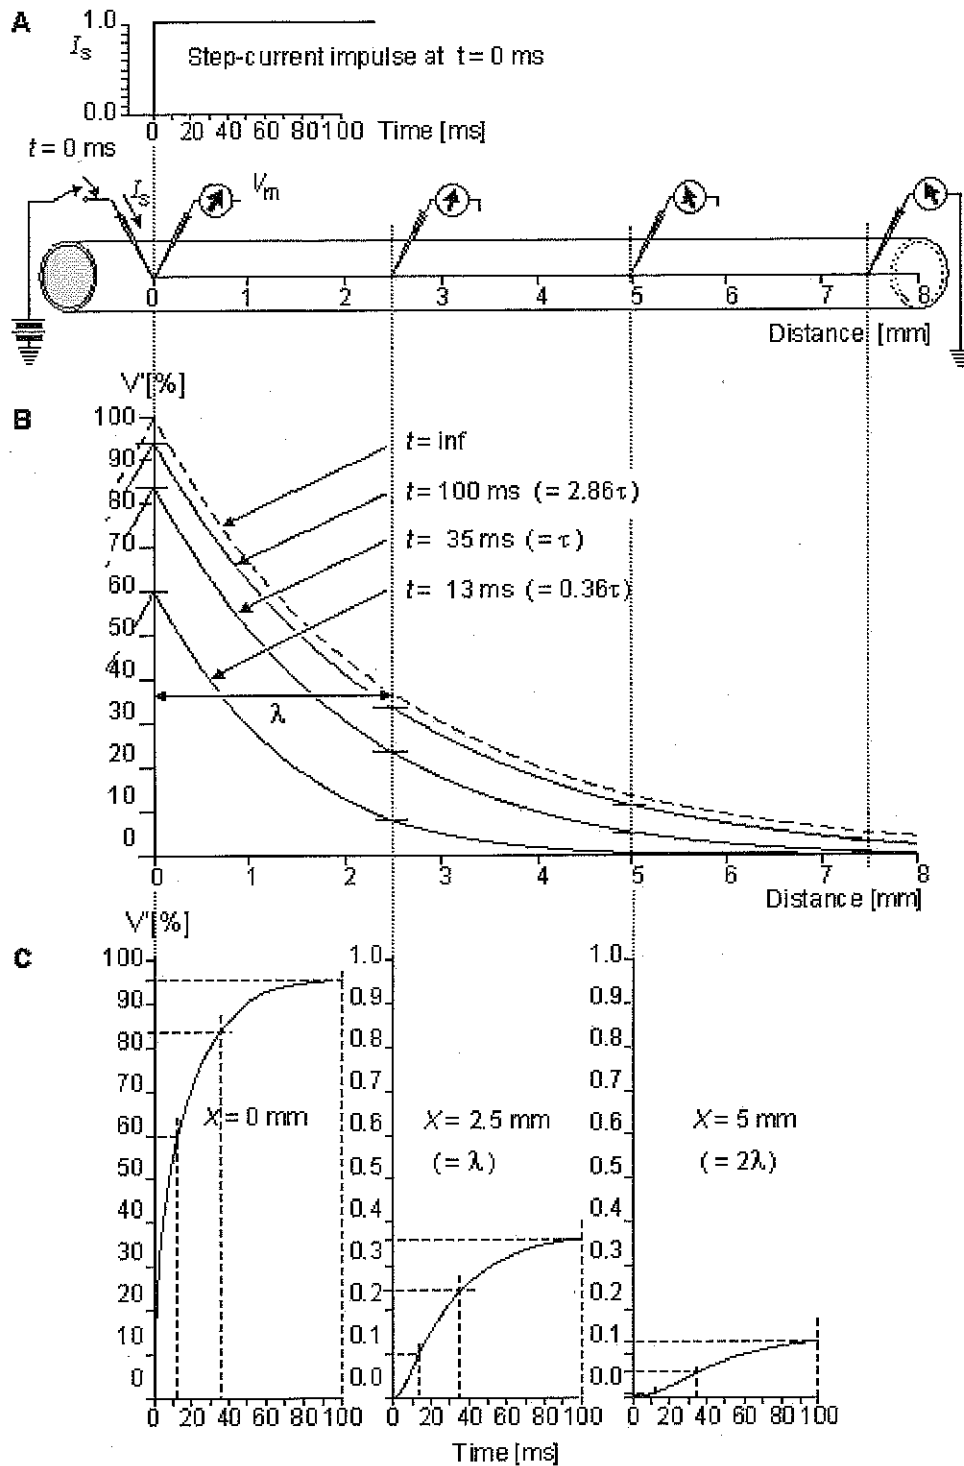 A
1.0
I_s
Step-current impulse at t = 0 ms
0.0
0 20 40 60 80 100 Time [ms]
t = 0 ms
I_s
V_m
0 1 2 3 4 5 6 7 8
Distance [mm]
V'[%]
B
100
t = inf
90
t = 100 ms (= 2.86τ)
80
70
t = 35 ms (= τ)
60
t = 13 ms (= 0.36τ)
50
40
30
λ
20
10
0
0 1 2 3 4 5 6 7 8
Distance [mm]
V'[%]
C
100 1.0 1.0
90 0.9 0.9
80 0.8 0.8
70 0.7 0.7
X = 0 mm X = 2.5 mm X = 5 mm
60 0.6 0.6
(= λ) (= 2λ)
50 0.5 0.5
40 0.4 0.4
30 0.3 0.3
20 0.2 0.2
10 0.1 0.1
0 0.0 0.0
0 20 40 60 80 100 0 20 40 60 80 100 0 20 40 60 80 100
Time [ms]